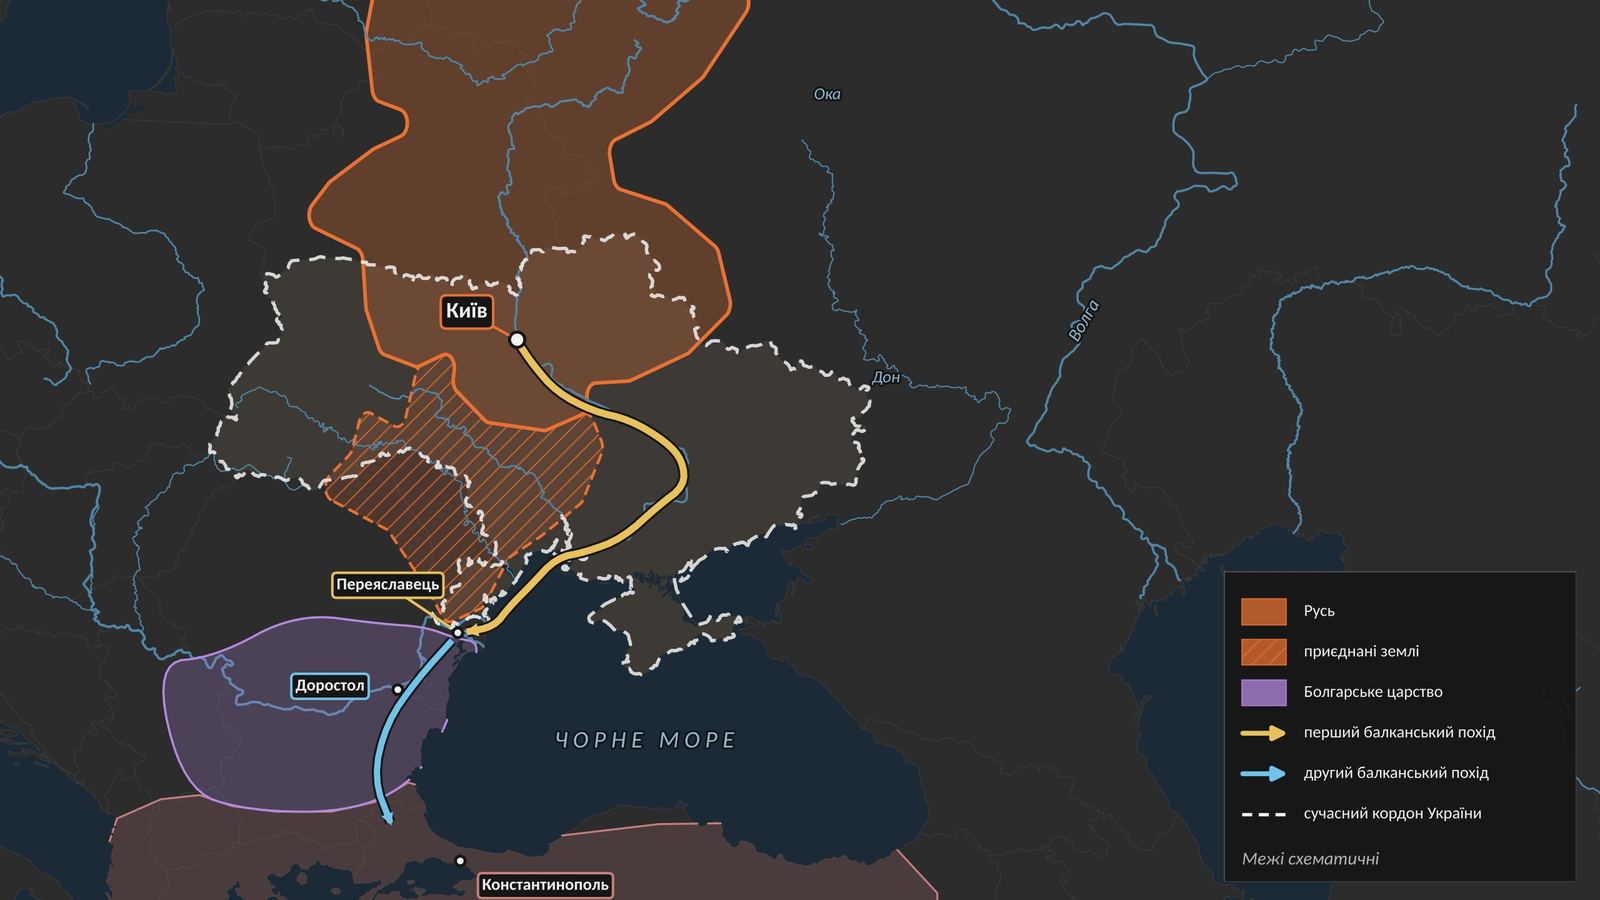 Ока
Волга
Київ
Дон
Переяславець
Доростол
ЧОРНЕ МОРЕ
Константинополь
Русь
приєднані землі
Болгарське царство
перший балканський похід
другий балканський похід
сучасний кордон України
Межі схематичні